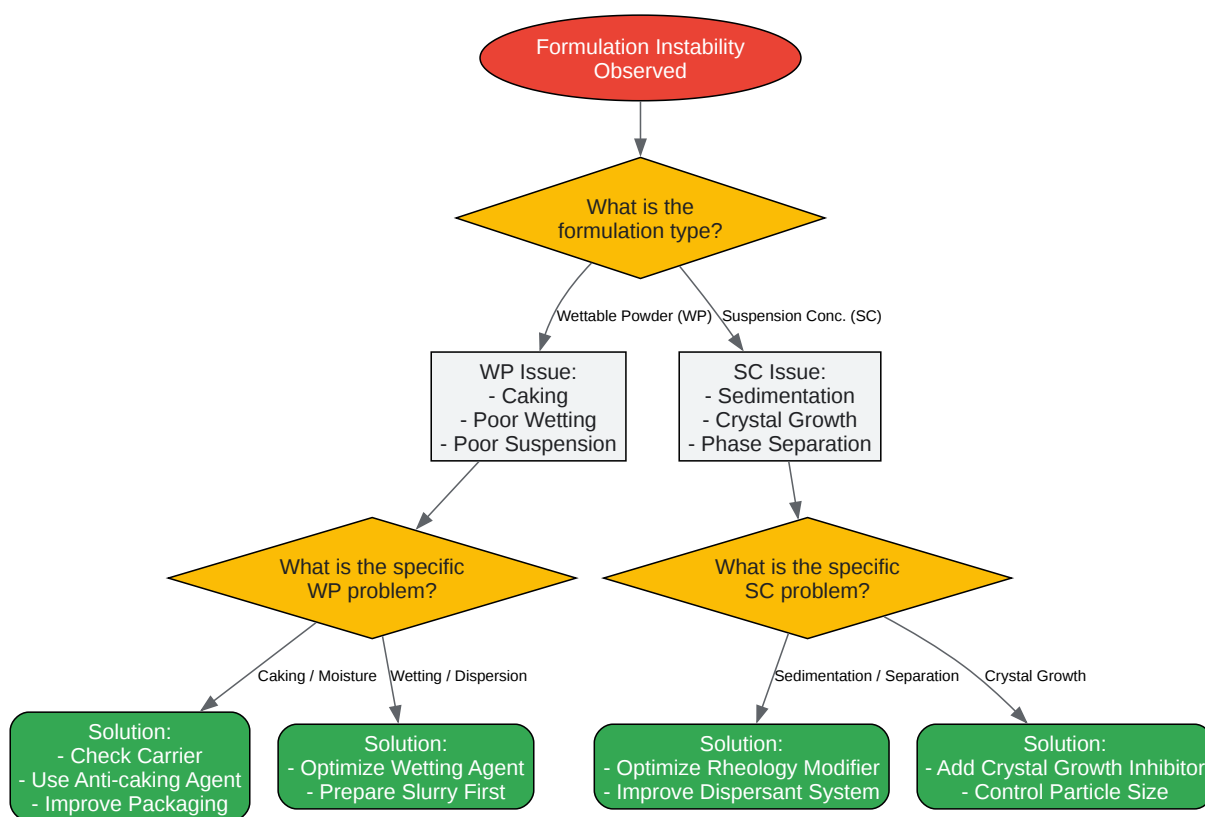 Formulation Instability
Observed
What is the
formulation type?
Wettable Powder (WP)
Suspension Conc. (SC)
WP Issue:
- Caking
- Poor Wetting
- Poor Suspension
SC Issue:
- Sedimentation
- Crystal Growth
- Phase Separation
What is the specific
WP problem?
What is the specific
SC problem?
Caking / Moisture
Wetting / Dispersion
Sedimentation / Separation
Crystal Growth
Solution:
- Check Carrier
- Use Anti-caking Agent
- Improve Packaging
Solution:
- Optimize Wetting Agent
- Prepare Slurry First
Solution:
- Optimize Rheology Modifier
- Improve Dispersant System
Solution:
- Add Crystal Growth Inhibitor
- Control Particle Size